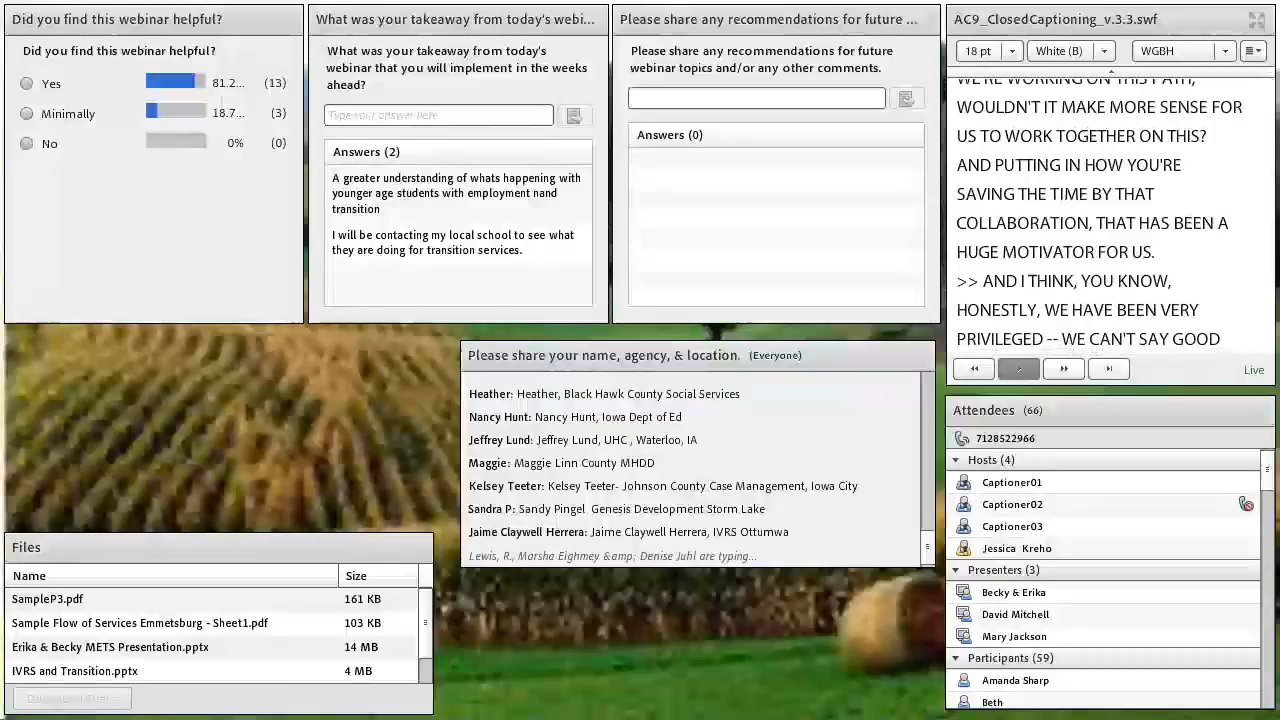 Did you find this webinar helpful?
Did you find this webinar helpful?
Yes 81.2... (13)
Minimally 18.7... (3)
No 0% (0)
What was your takeaway from today's webi...
What was your takeaway from today's
webinar that you will implement in the weeks
ahead?
Type your answer here
Answers (2)
A greater understanding of whats happening with
younger age students with employment nand
transition
I will be contacting my local school to see what
they are doing for transition services.
Please share any recommendations for future ...
Please share any recommendations for future
webinar topics and/or any other comments.
Answers (0)
AC9_ClosedCaptioning_v.3.3.swf
18 pt White (B) WGBH
WE'RE WORKING ON THIS PATH,
WOULDN'T IT MAKE MORE SENSE FOR
US TO WORK TOGETHER ON THIS?
AND PUTTING IN HOW YOU'RE
SAVING THE TIME BY THAT
COLLABORATION, THAT HAS BEEN A
HUGE MOTIVATOR FOR US.
>> AND I THINK, YOU KNOW,
HONESTLY, WE HAVE BEEN VERY
PRIVILEGED -- WE CAN'T SAY GOOD
Live
Please share your name, agency, & location. (Everyone)
Heather: Heather, Black Hawk County Social Services
Nancy Hunt: Nancy Hunt, Iowa Dept of Ed
Jeffrey Lund: Jeffrey Lund, UHC , Waterloo, IA
Maggie: Maggie Linn County MHDD
Kelsey Teeter: Kelsey Teeter- Johnson County Case Management, Iowa City
Sandra P: Sandy Pingel Genesis Development Storm Lake
Jaime Claywell Herrera: Jaime Claywell Herrera, IVRS Ottumwa
Lewis, R., Marsha Eighmey &amp; Denise Juhl are typing...
Attendees (66)
7128522966
Hosts (4)
Captioner01
Captioner02
Captioner03
Jessica Kreho
Presenters (3)
Becky & Erika
David Mitchell
Mary Jackson
Participants (59)
Amanda Sharp
Beth
Files
Name Size
SampleP3.pdf 161 KB
Sample Flow of Services Emmetsburg - Sheet1.pdf 103 KB
Erika & Becky METS Presentation.pptx 14 MB
IVRS and Transition.pptx 4 MB